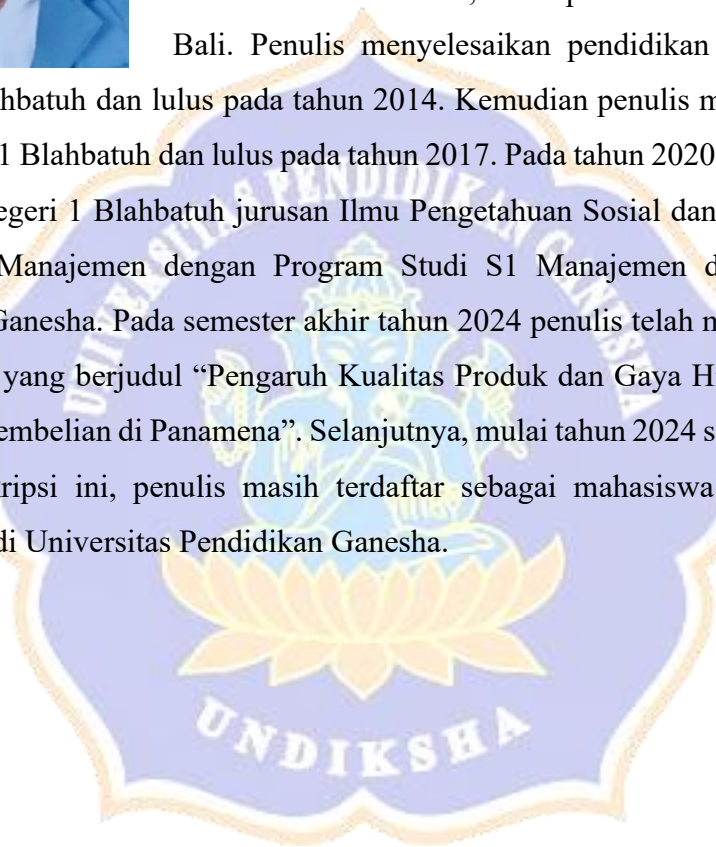 Bali. Penulis menyelesaikan pendidikan
hbatuh dan lulus pada tahun 2014. Kemudian penulis
1 Blahbatuh dan lulus pada tahun 2017. Pada tahun 2020
egeri 1 Blahbatuh jurusan Ilmu Pengetahuan Sosial dan
Manajemen dengan Program Studi S1 Manajemen
Ganesha. Pada semester akhir tahun 2024 penulis telah
yang berjudul “Pengaruh Kualitas Produk dan Gaya
embelian di Panamena”. Selanjutnya, mulai tahun 2024
ripsi ini, penulis masih terdaftar sebagai mahasiswa
di Universitas Pendidikan Ganesha.
UNIVERSITAS PENDIDIKAN GANESHA
UNDIKSHA